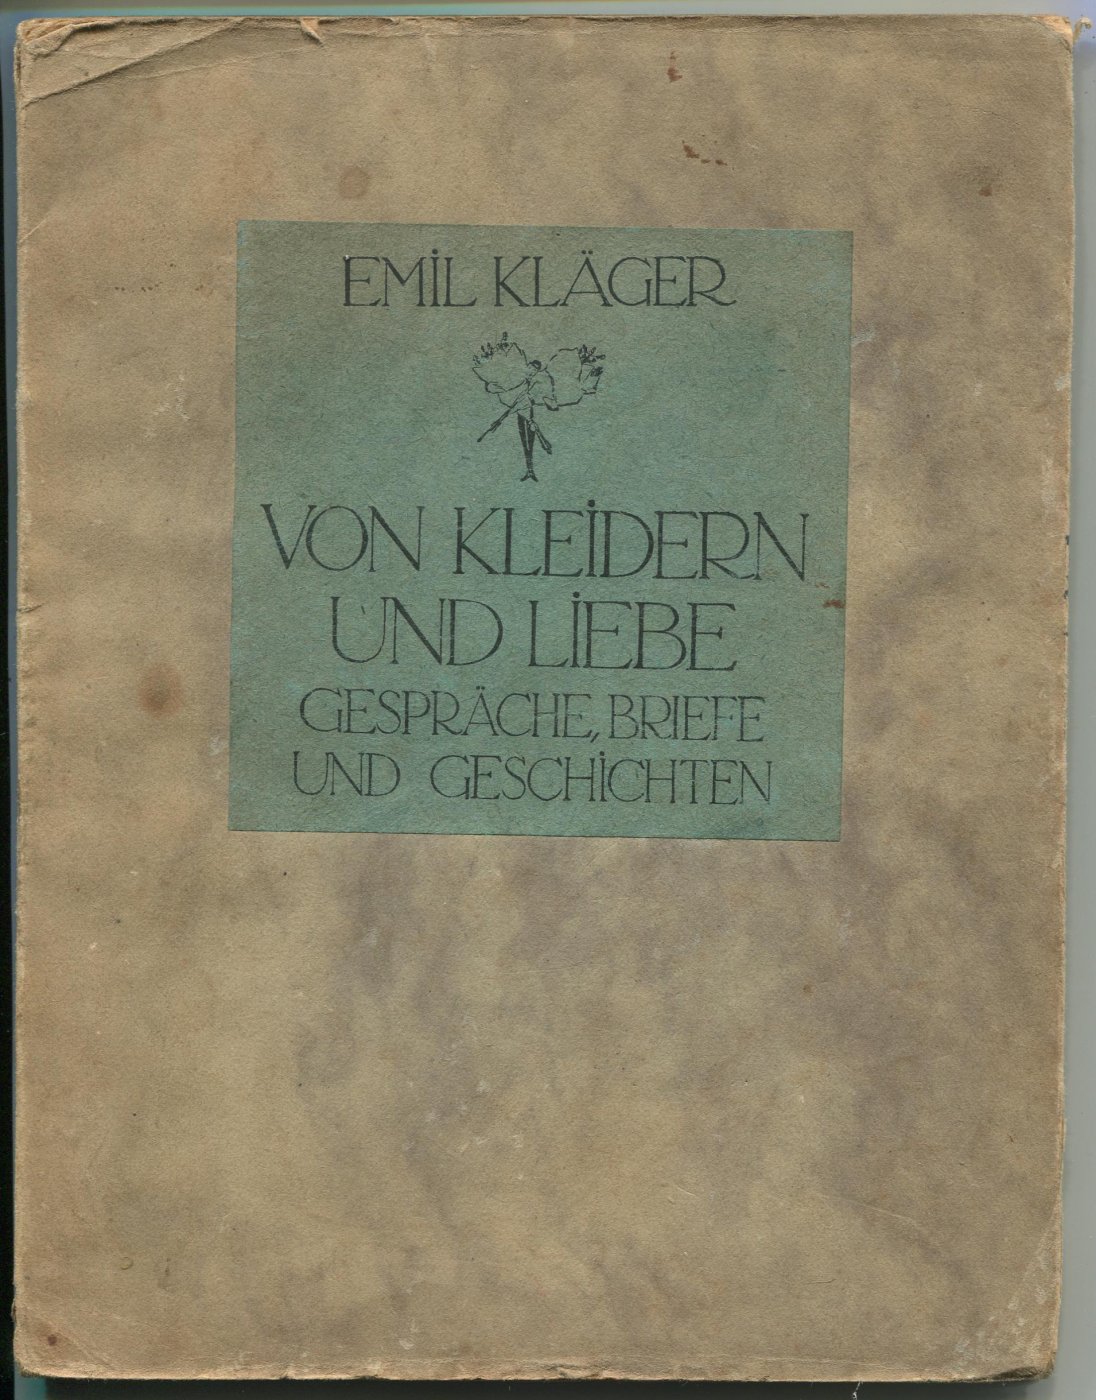 EMIL KLÄGER
VON KLEIDERN
UND LIEBE
GESPRÄCHE, BRIEFE
UND GESCHICHTEN